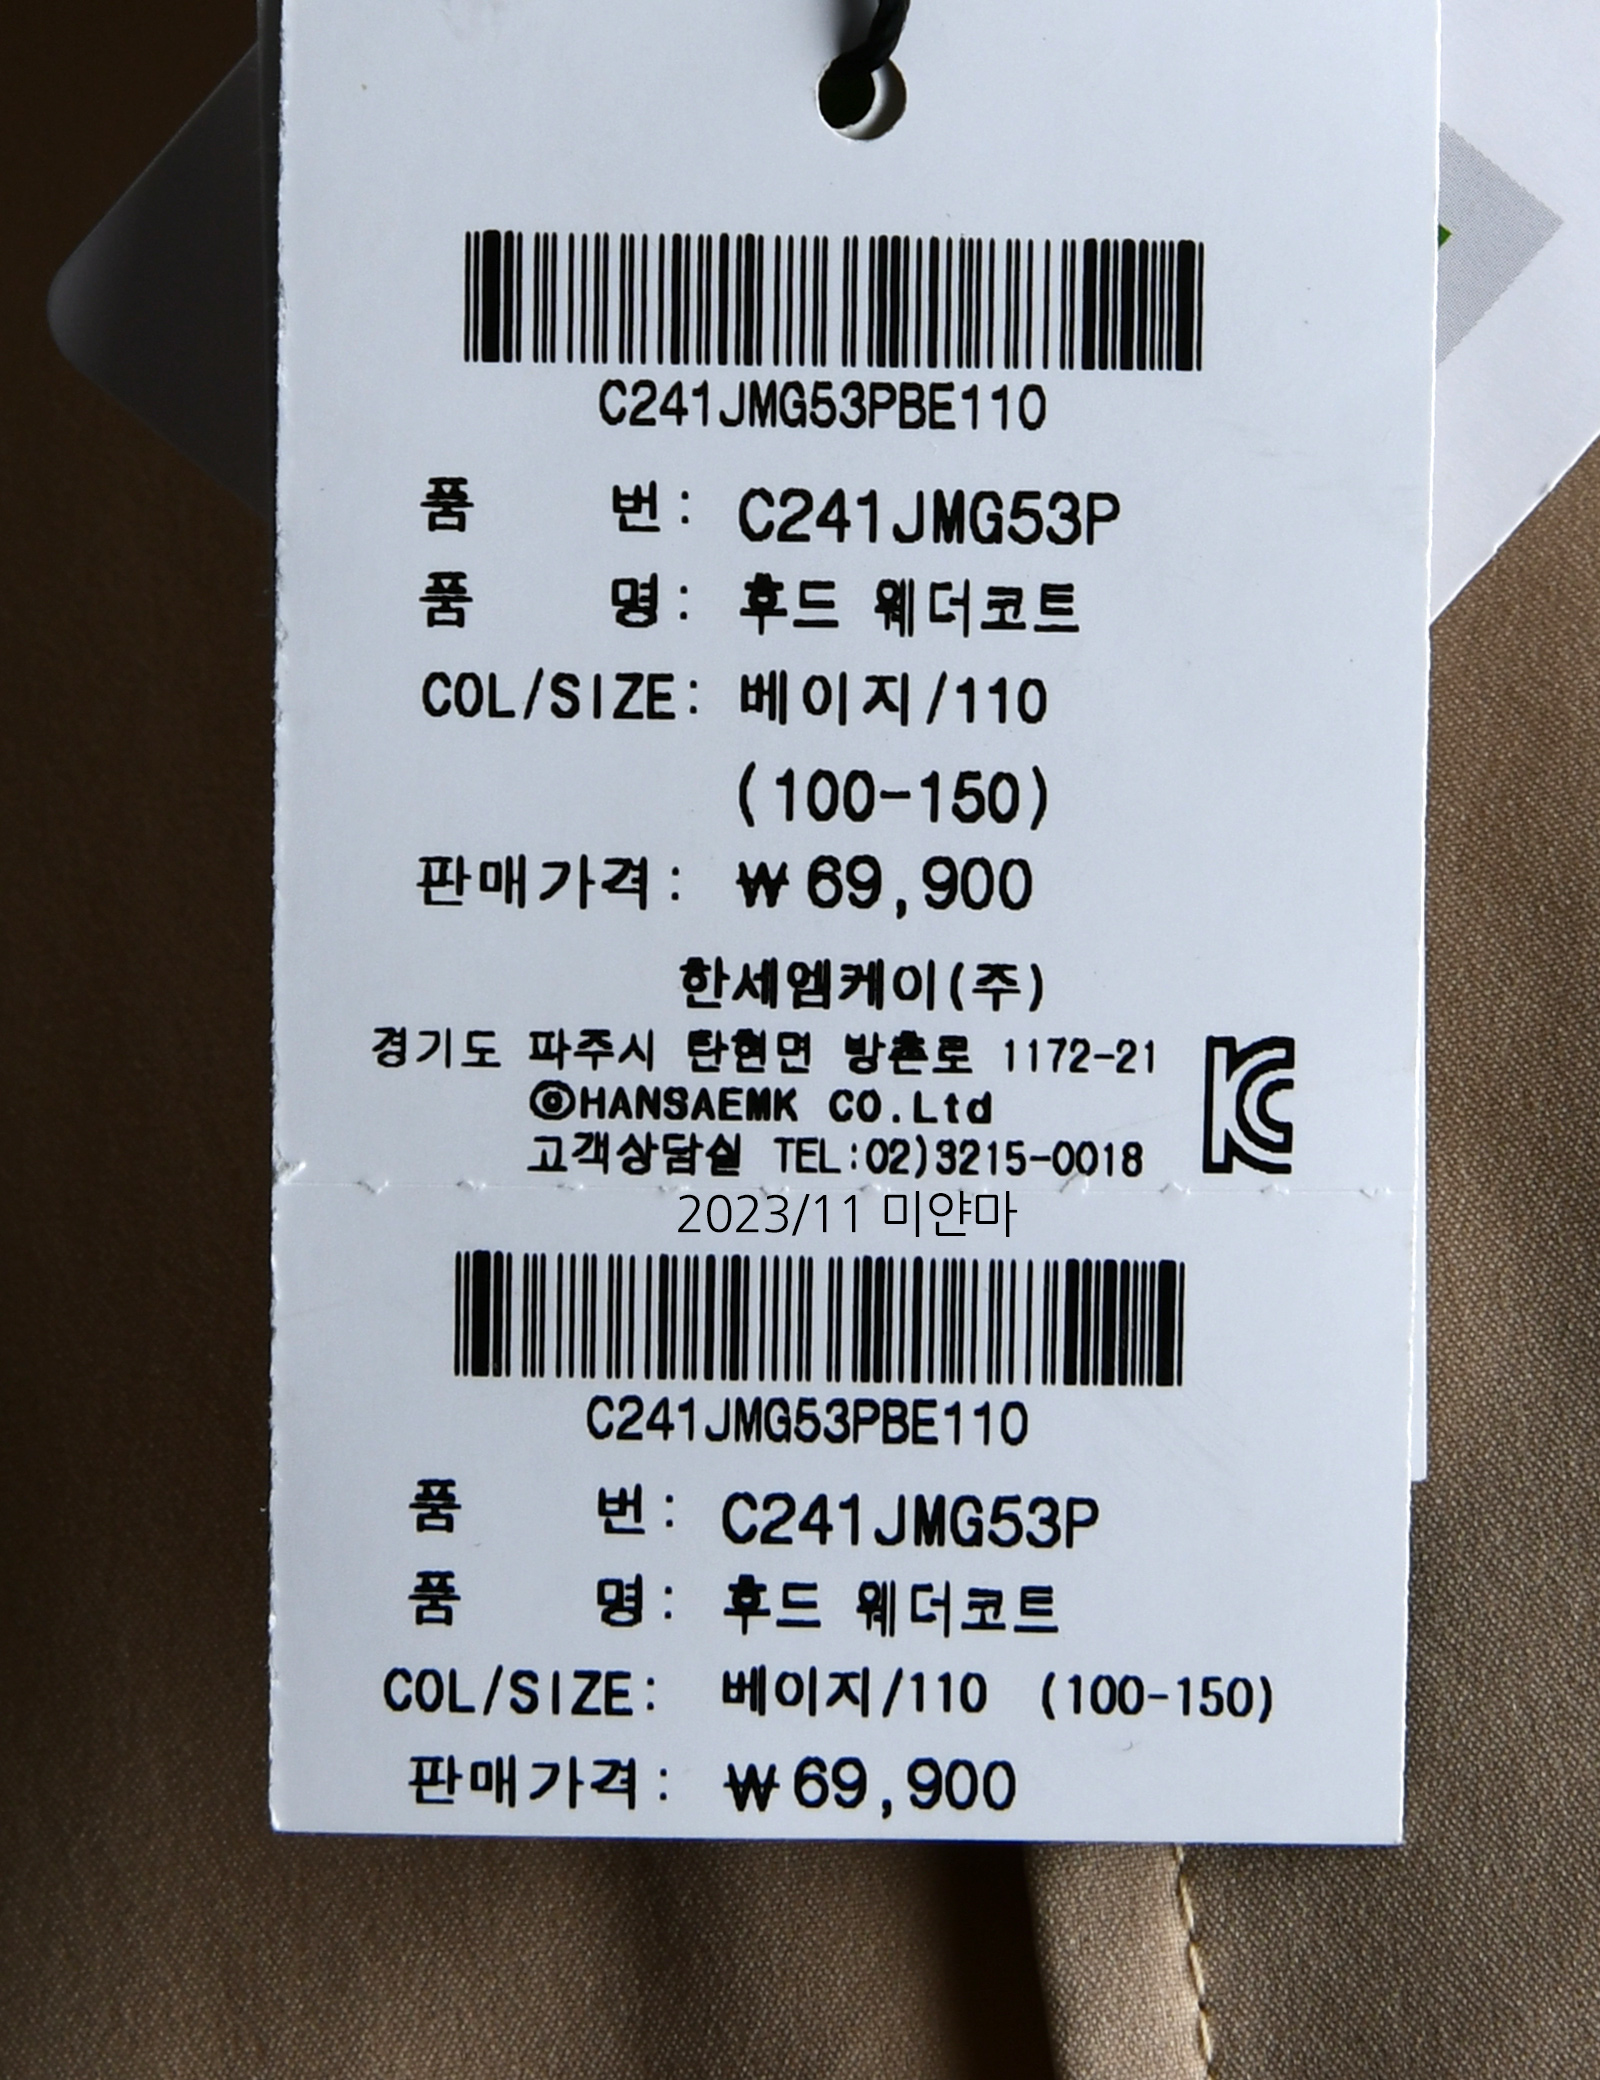 C241JMG53PBE110
품 번: C241JMG53P
품 명: 후드 웨더코트
COL/SIZE: 베이지/110
(100-150)
판매가격: ₩69,900
한세엠케이(주)
경기도 파주시 탄현면 방촌로 1172-21
©HANSAEMK CO.Ltd
고객상담실 TEL:02)3215-0018
2023/11 미얀마
C241JMG53PBE110
품 번: C241JMG53P
품 명: 후드 웨더코트
COL/SIZE: 베이지/110 (100-150)
판매가격: ₩69,900